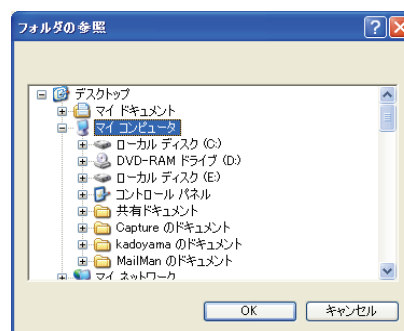 フォルダの参照
デスクトップ
マイ ドキュメント
マイ コンピュータ
ローカル ディスク (C:)
DVD-RAM ドライブ (D:)
ローカル ディスク (E:)
コントロール パネル
共有ドキュメント
Capture のドキュメント
kadoyama のドキュメント
MailMan のドキュメント
マイ ネットワーク
OK キャンセル